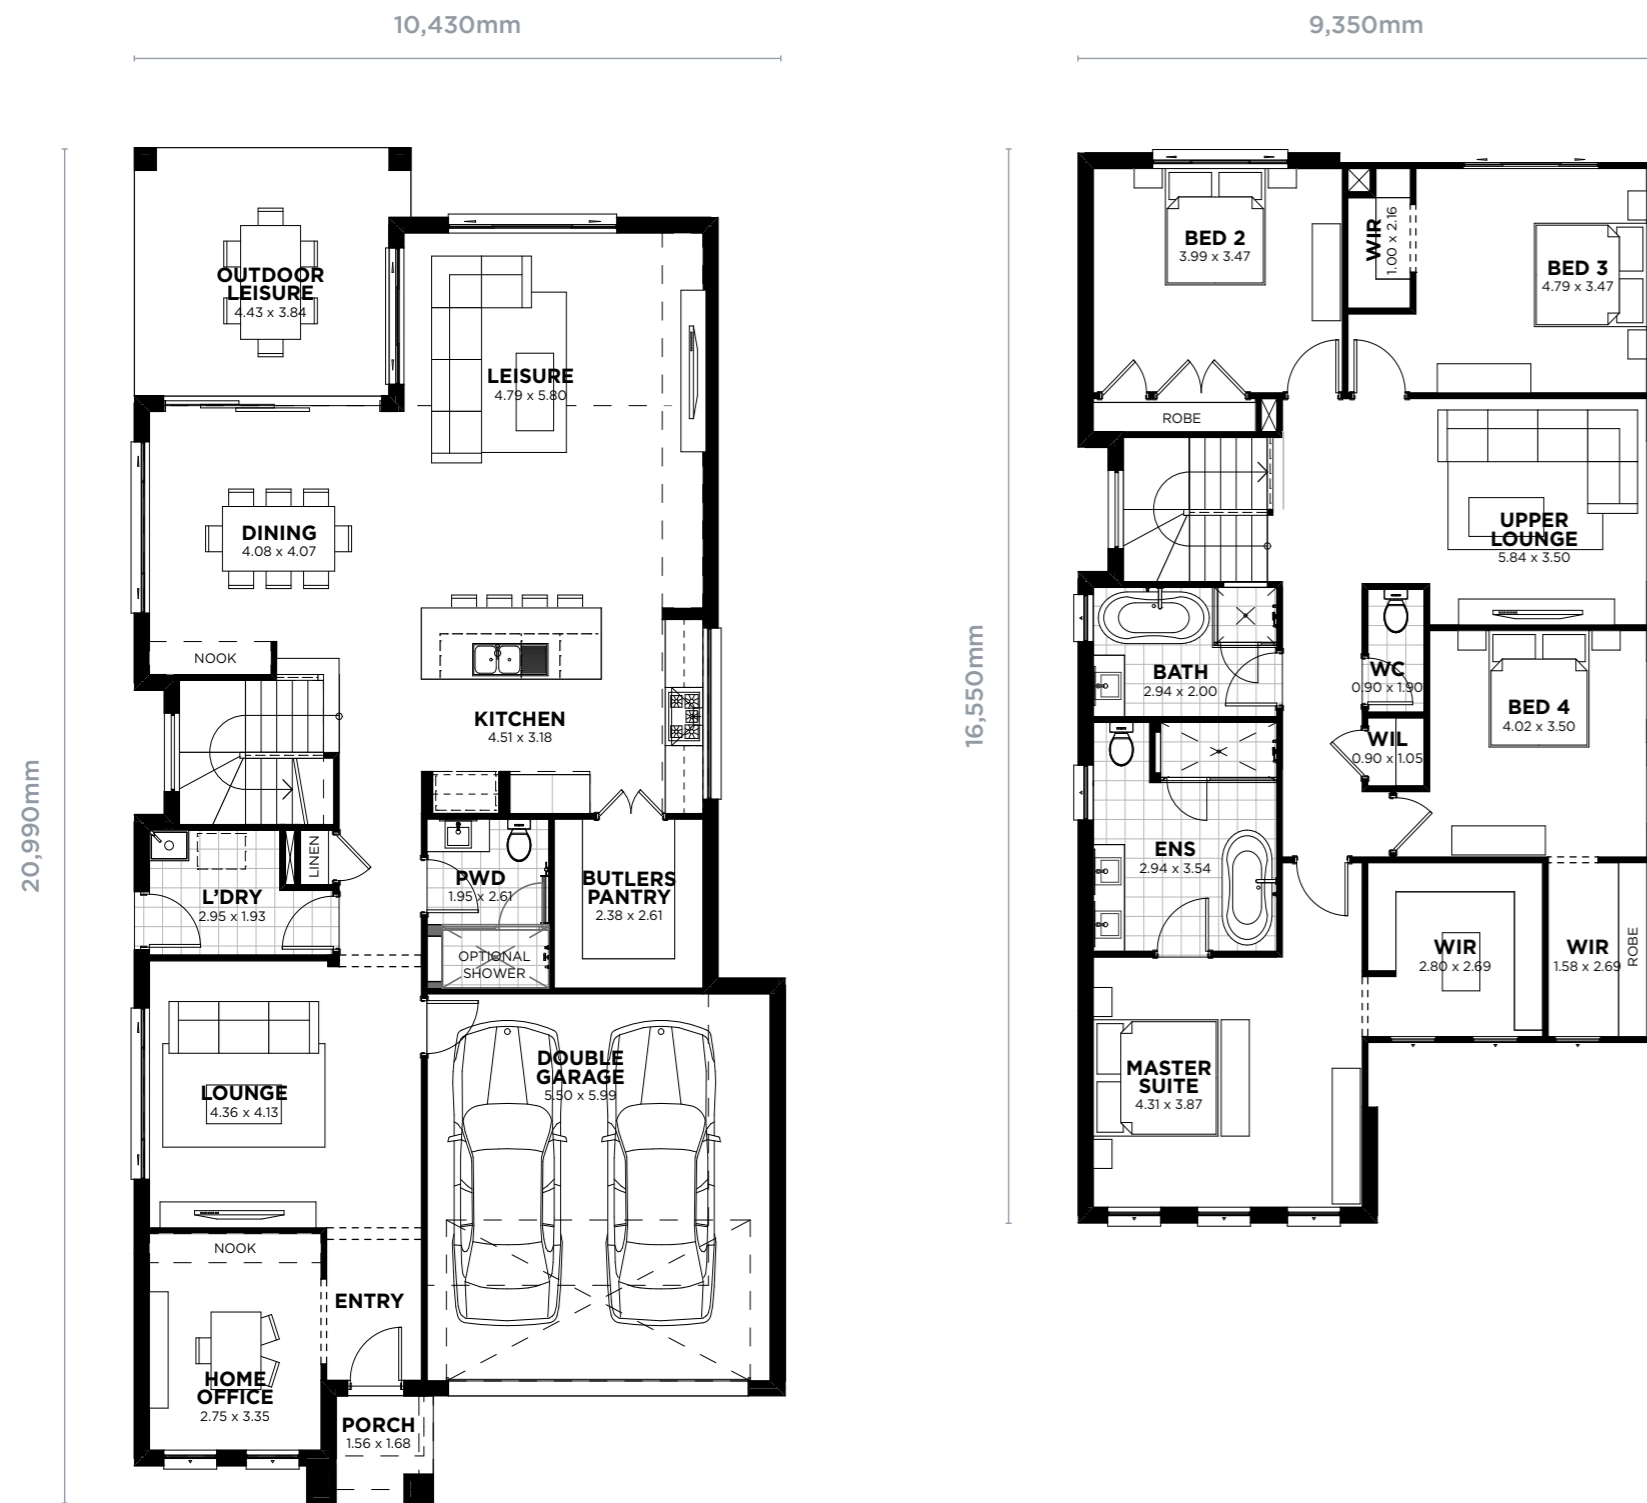 10,430mm
20,990mm
OUTDOOR
LEISURE
4.43 x 3.84
LEISURE
4.79 x 5.80
DINING
4.08 x 4.07
NOOK
KITCHEN
4.51 x 3.18
LINEN
L'DRY
2.95 x 1.93
PWD
1.95 x 2.61
BUTLERS
PANTRY
2.38 x 2.61
OPTIONAL
SHOWER
LOUNGE
4.36 x 4.13
DOUBLE
GARAGE
5.50 x 5.99
NOOK
ENTRY
HOME
OFFICE
2.75 x 3.35
PORCH
1.56 x 1.68
9,350mm
16,550mm
BED 2
3.99 x 3.47
WIR
1.00 x 2.16
BED 3
4.79 x 3.47
ROBE
UPPER
LOUNGE
5.84 x 3.50
BATH
2.94 x 2.00
WC
0.90 x 1.90
BED 4
4.02 x 3.50
WIL
0.90 x 1.05
ENS
2.94 x 3.54
WIR
2.80 x 2.69
WIR
1.58 x 2.69
ROBE
MASTER
SUITE
4.31 x 3.87